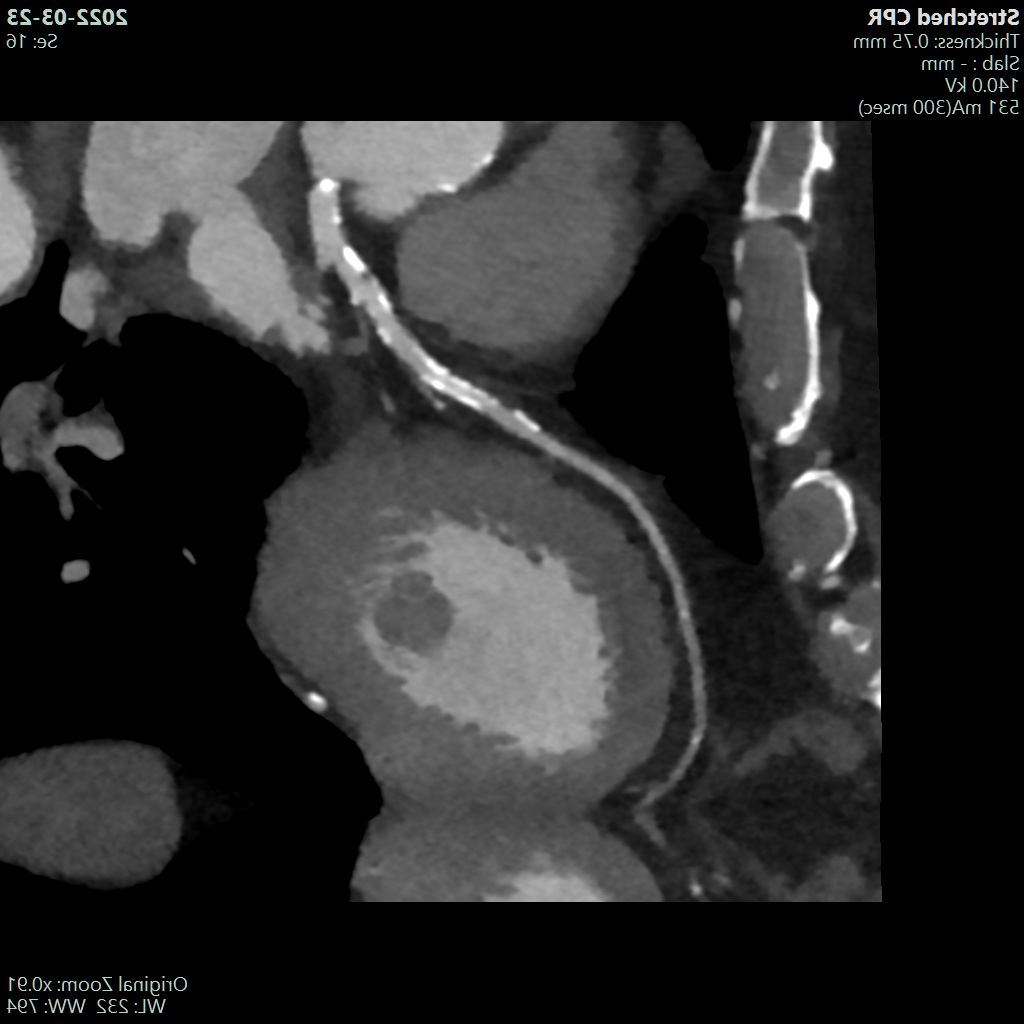 Stretched CPR
Thickness: 0.75 mm
Slab : - mm
140.0 kV
531 mA(300 msec)
2022-03-23
Se: 16
Original Zoom: x0.91
WL: 232 WW: 794